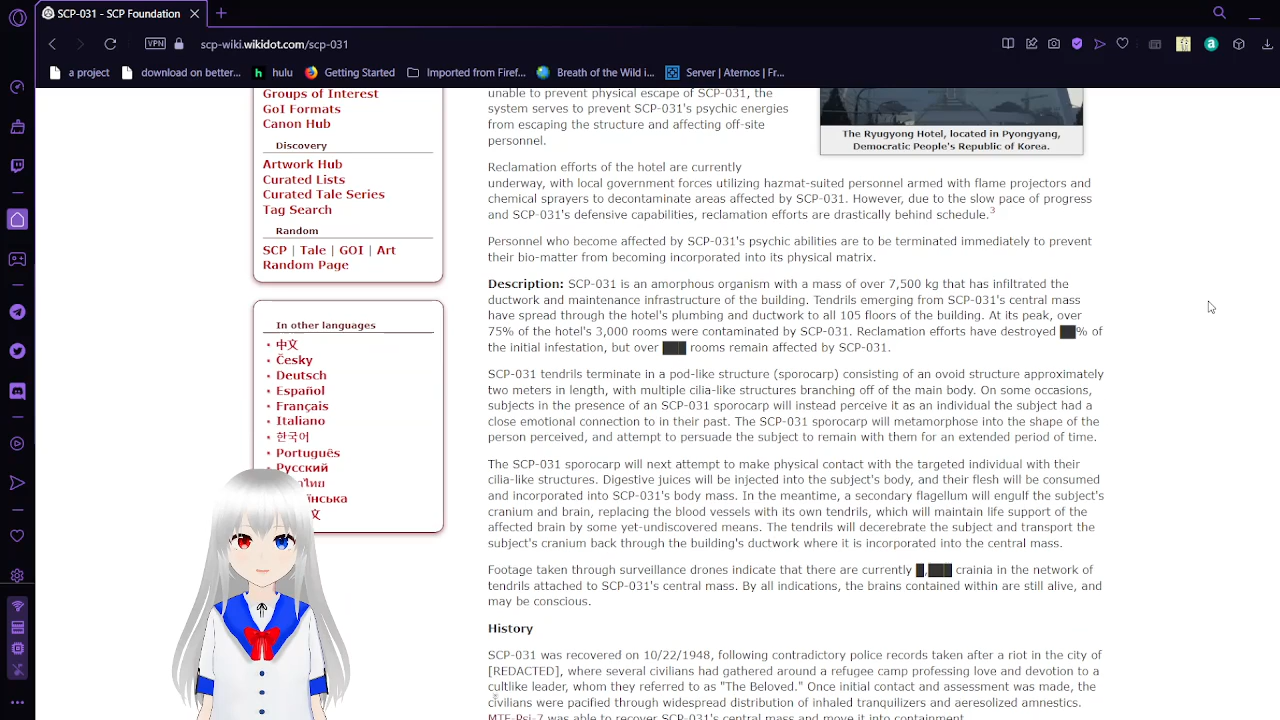 SCP-031 - SCP Foundation
VPN
scp-wiki.wikidot.com/scp-031
a project
download on better...
hulu
Getting Started
Imported from Firef...
Breath of the Wild i...
Server | Aternos | Fr...
Groups of Interest
GoI Formats
Canon Hub
Discovery
Artwork Hub
Curated Lists
Curated Tale Series
Tag Search
Random
SCP | Tale | GOI | Art
Random Page
In other languages
中文
Česky
Deutsch
Español
Français
Italiano
한국어
Português
Русский
unable to prevent physical escape of SCP-031, the
system serves to prevent SCP-031's psychic energies
from escaping the structure and affecting off-site
personnel.
The Ryugyong Hotel, located in Pyongyang,
Democratic People's Republic of Korea.
Reclamation efforts of the hotel are currently
underway, with local government forces utilizing hazmat-suited personnel armed with flame projectors and
chemical sprayers to decontaminate areas affected by SCP-031. However, due to the slow pace of progress
and SCP-031's defensive capabilities, reclamation efforts are drastically behind schedule.3
Personnel who become affected by SCP-031's psychic abilities are to be terminated immediately to prevent
their bio-matter from becoming incorporated into its physical matrix.
Description: SCP-031 is an amorphous organism with a mass of over 7,500 kg that has infiltrated the
ductwork and maintenance infrastructure of the building. Tendrils emerging from SCP-031's central mass
have spread through the hotel's plumbing and ductwork to all 105 floors of the building. At its peak, over
75% of the hotel's 3,000 rooms were contaminated by SCP-031. Reclamation efforts have destroyed ██% of
the initial infestation, but over ███ rooms remain affected by SCP-031.
SCP-031 tendrils terminate in a pod-like structure (sporocarp) consisting of an ovoid structure approximately
two meters in length, with multiple cilia-like structures branching off of the main body. On some occasions,
subjects in the presence of an SCP-031 sporocarp will instead perceive it as an individual the subject had a
close emotional connection to in their past. The SCP-031 sporocarp will metamorphose into the shape of the
person perceived, and attempt to persuade the subject to remain with them for an extended period of time.
The SCP-031 sporocarp will next attempt to make physical contact with the targeted individual with their
cilia-like structures. Digestive juices will be injected into the subject's body, and their flesh will be consumed
and incorporated into SCP-031's body mass. In the meantime, a secondary flagellum will engulf the subject's
cranium and brain, replacing the blood vessels with its own tendrils, which will maintain life support of the
affected brain by some yet-undiscovered means. The tendrils will decerebrate the subject and transport the
subject's cranium back through the building's ductwork where it is incorporated into the central mass.
Footage taken through surveillance drones indicate that there are currently █,███ crainia in the network of
tendrils attached to SCP-031's central mass. By all indications, the brains contained within are still alive, and
may be conscious.
History
SCP-031 was recovered on 10/22/1948, following contradictory police records taken after a riot in the city of
[REDACTED], where several civilians had gathered around a refugee camp professing love and devotion to a
cultlike leader, whom they referred to as "The Beloved." Once initial contact and assessment was made, the
civilians were pacified through widespread distribution of inhaled tranquilizers and aeresolized amnestics.
MTF-Psi-7 was able to recover SCP-031's central mass and move it into containment.